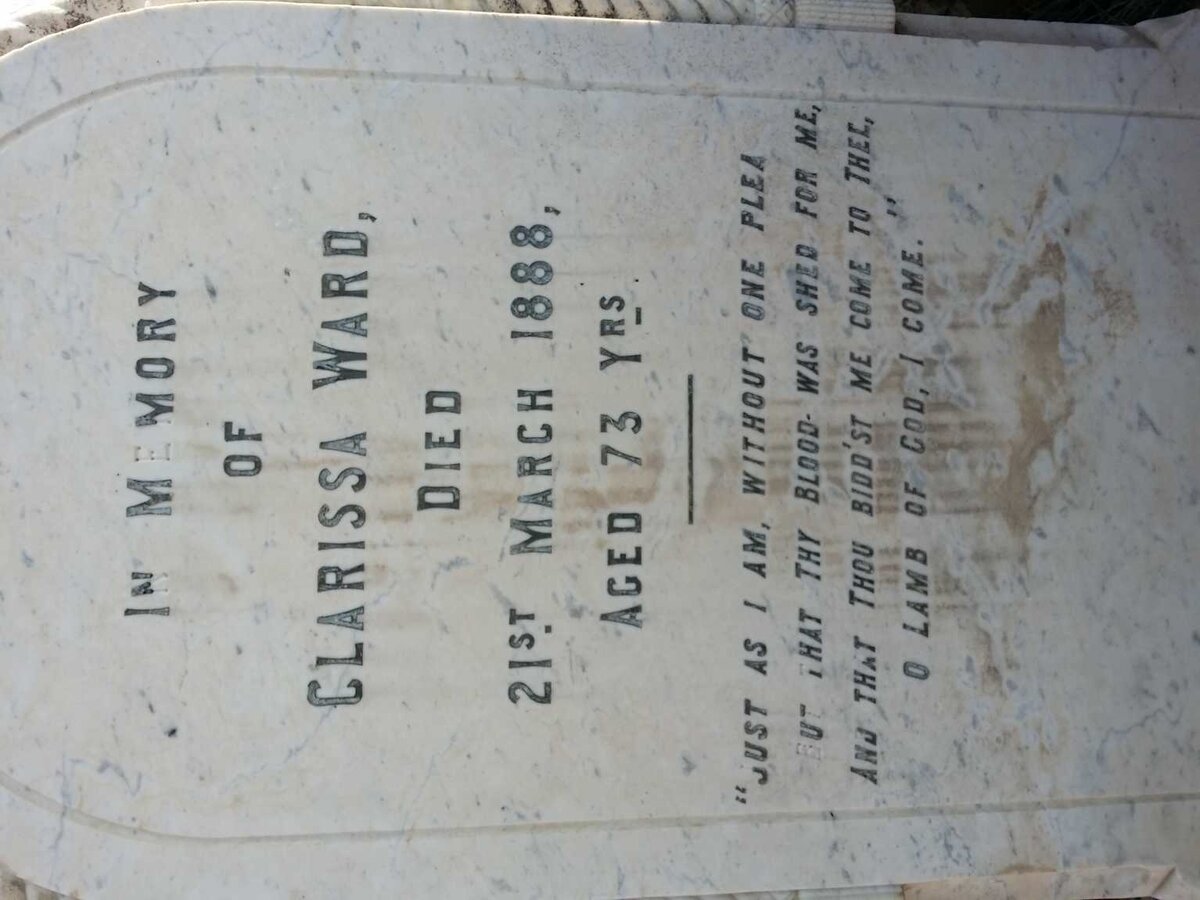 IN MEMORY
OF
CLARISSA WARD,
DIED
21ST MARCH 1888,
AGED 73 YRS
"JUST AS I AM, WITHOUT ONE PLEA
BUT THAT THY BLOOD WAS SHED FOR ME,
AND THAT THOU BIDD'ST ME COME TO THEE,
O LAMB OF GOD, I COME."